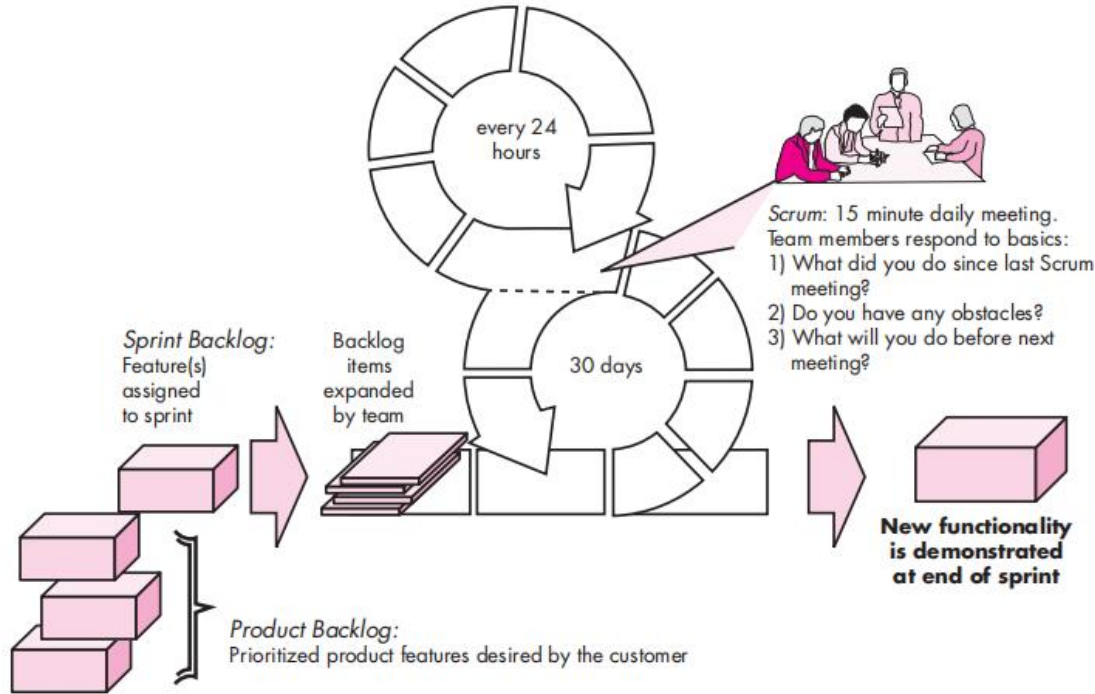 every 24
hours
Scrum: 15 minute daily meeting.
Team members respond to basics:
1) What did you do since last Scrum
meeting?
2) Do you have any obstacles?
3) What will you do before next
meeting?
Sprint Backlog:
Feature(s)
assigned
to sprint
Backlog
items
expanded
by team
30 days
New functionality
is demonstrated
at end of sprint
Product Backlog:
Prioritized product features desired by the customer